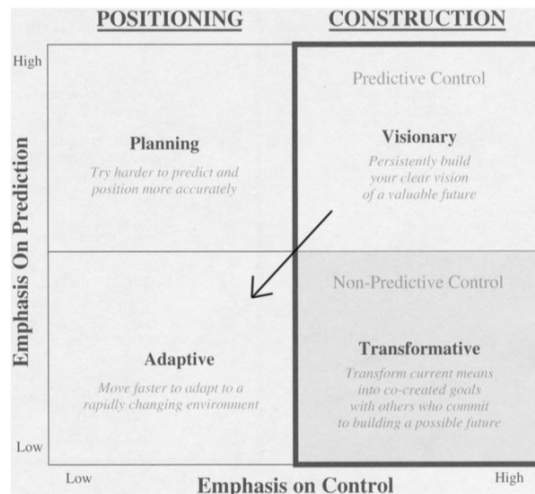 POSITIONING CONSTRUCTION
High
Predictive Control
Planning
Try harder to predict and
position more accurately
Visionary
Persistently build
your clear vision
of a valuable future
Emphasis On Prediction
Non-Predictive Control
Adaptive
Move faster to adapt to a
rapidly changing environment
Transformative
Transform current means
into co-created goals
with others who commit
to building a possible future
Low
Low
Emphasis on Control
High